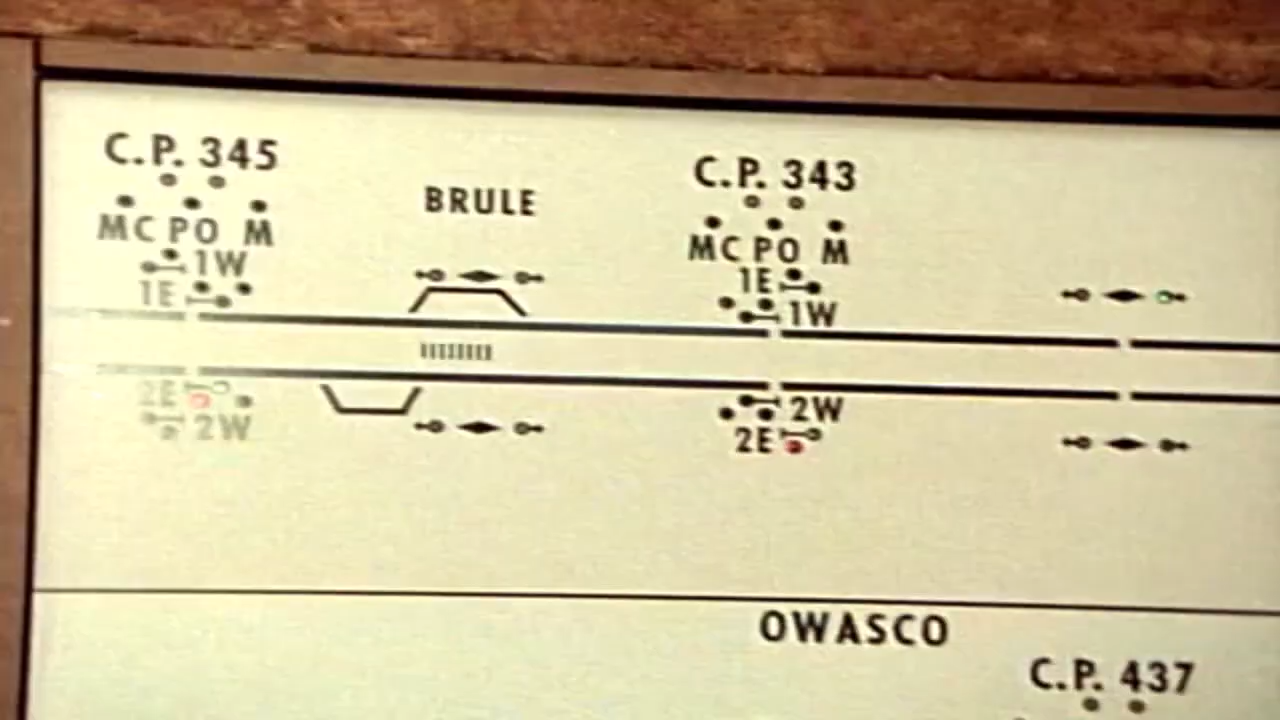 C.P. 345
BRULE
C.P. 343
MC PO M
MC PO M
1W
1E
1E
1W
2E
2W
2W
2E
OWASCO
C.P. 437